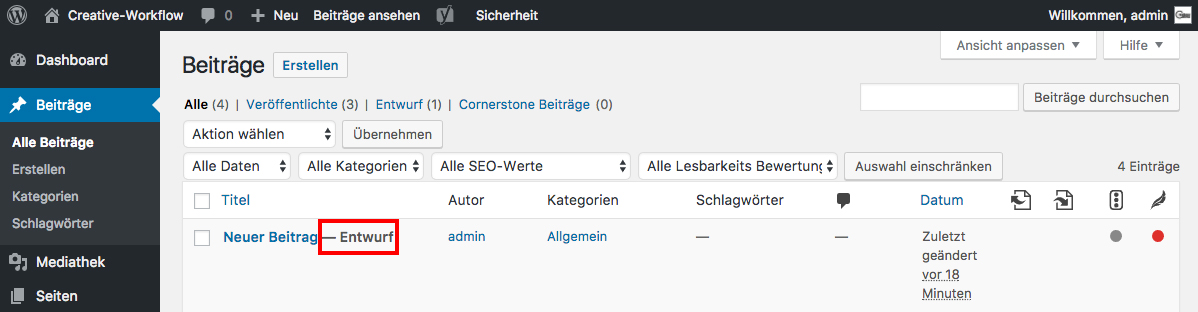 Creative-Workflow 0 Neu Beiträge ansehen Sicherheit Willkommen, admin
Ansicht anpassen Hilfe
Dashboard
Beiträge
Alle Beiträge
Erstellen
Kategorien
Schlagwörter
Mediathek
Seiten
Beiträge Erstellen
Alle (4) | Veröffentlichte (3) | Entwurf (1) | Cornerstone Beiträge (0)
Beiträge durchsuchen
Aktion wählen Übernehmen
Alle Daten Alle Kategorien Alle SEO-Werte Alle Lesbarkeits Bewertung Auswahl einschränken 4 Einträge
Titel Autor Kategorien Schlagwörter Datum
Neuer Beitrag — Entwurf admin Allgemein — — Zuletzt
geändert
vor 18
Minuten